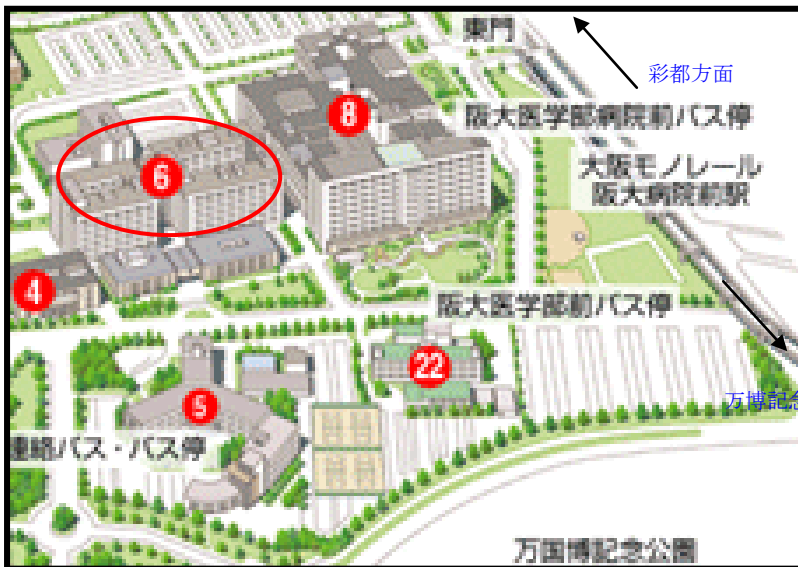 東門
彩都方面
8
阪大医学部病院前バス停
大阪モノレール
阪大病院前駅
6
4
阪大医学部前バス停
22
5
万博記念
連絡バス・バス停
万国博記念公園